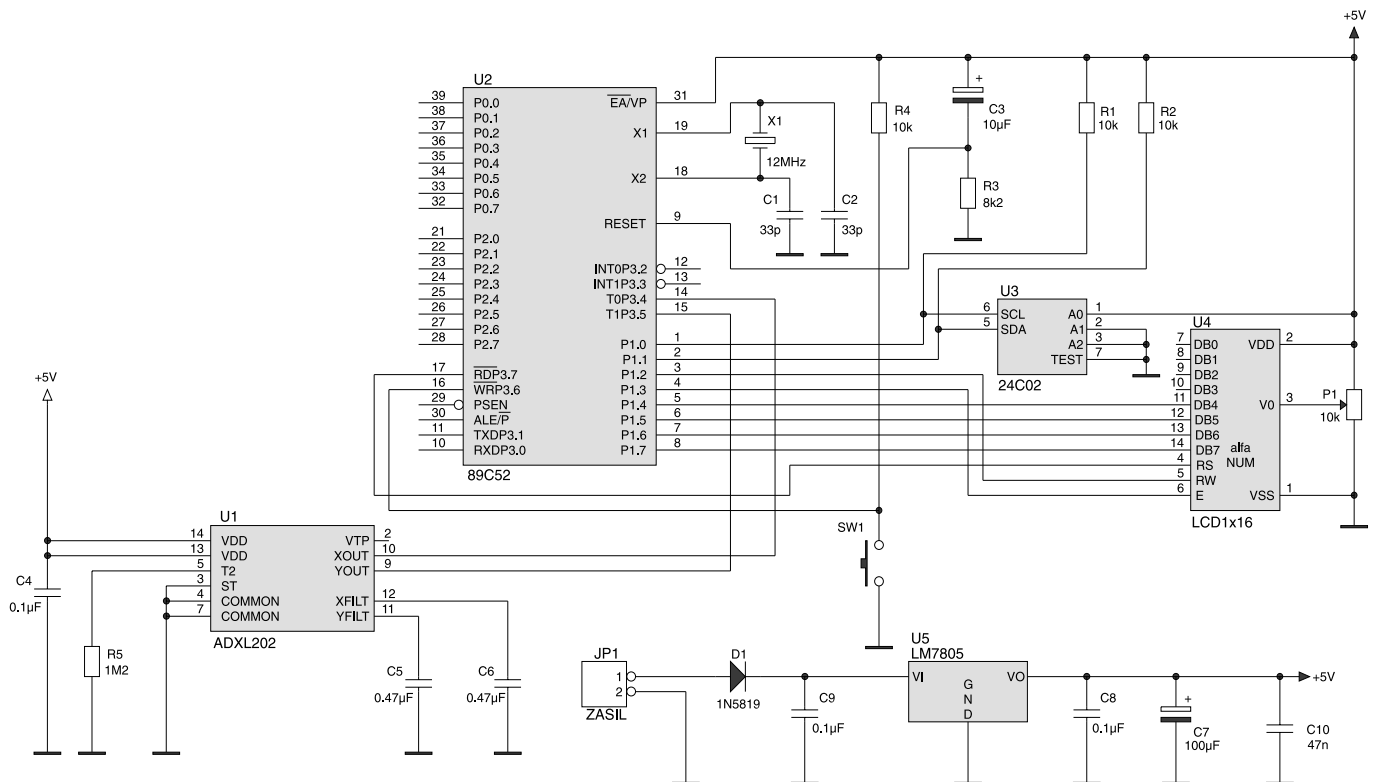 +5V
U2
39 P0.0
38 P0.1
37 P0.2
36 P0.3
35 P0.4
34 P0.5
33 P0.6
32 P0.7
21 P2.0
22 P2.1
23 P2.2
24 P2.3
25 P2.4
26 P2.5
27 P2.6
28 P2.7
17 RDP3.7
16 WRP3.6
29 PSEN
30 ALE/P
11 TXDP3.1
10 RXDP3.0
EA/VP 31
X1 19
X2 18
RESET 9
INT0P3.2 12
INT1P3.3 13
T0P3.4 14
T1P3.5 15
P1.0 1
P1.1 2
P1.2 3
P1.3 4
P1.4 5
P1.5 6
P1.6 7
P1.7 8
89C52
X1
12MHz
C1
33p
C2
33p
R4
10k
+
C3
10µF
R3
8k2
R1
10k
R2
10k
U3
6 SCL
5 SDA
A0 1
A1 2
A2 3
TEST 7
24C02
U4
7 DB0
8 DB1
9 DB2
10 DB3
11 DB4
12 DB5
13 DB6
14 DB7
4 RS
5 RW
6 E
VDD 2
V0 3
alfa
NUM
VSS 1
LCD1x16
P1
10k
+5V
U1
14 VDD
13 VDD
5 T2
3 ST
4 COMMON
7 COMMON
VTP 2
XOUT 10
YOUT 9
XFILT 12
YFILT 11
ADXL202
C4
0.1µF
R5
1M2
C5
0.47µF
C6
0.47µF
SW1
JP1
1
2
ZASIL
D1
1N5819
C9
0.1µF
U5
LM7805
VI
VO
G
N
D
C8
0.1µF
+
C7
100µF
C10
47n
+5V